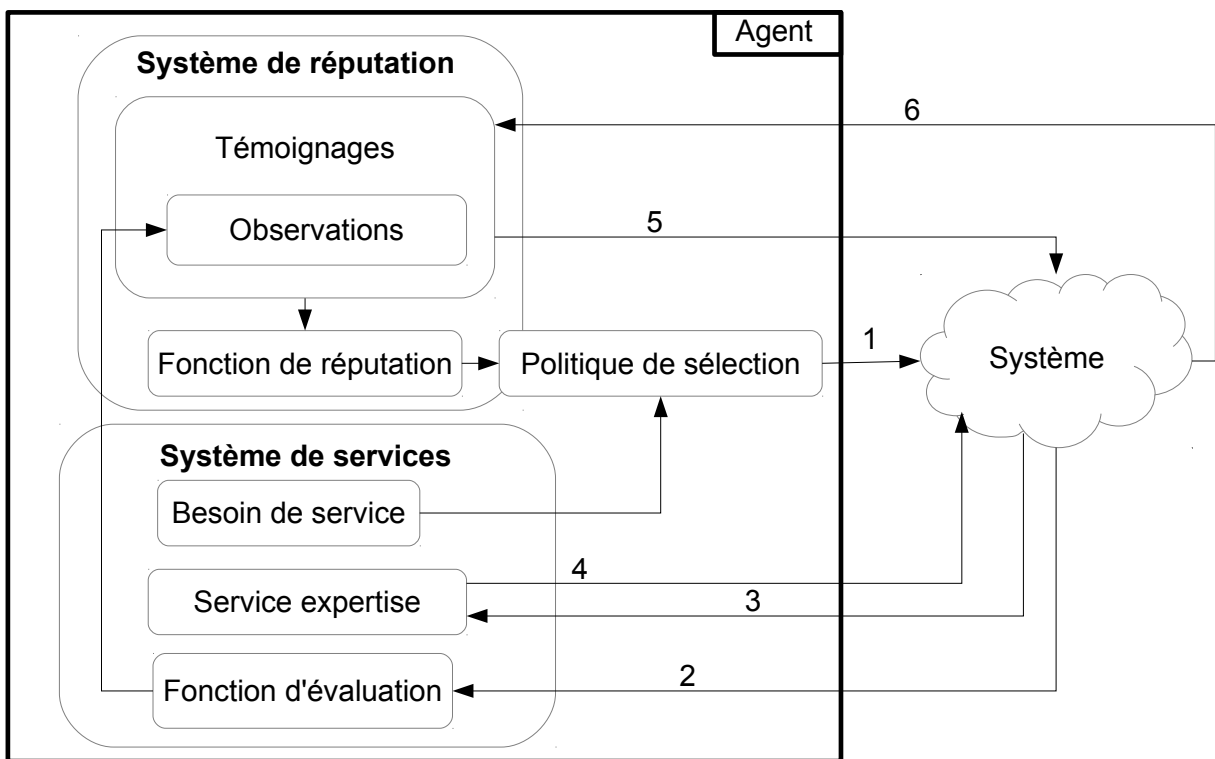 Agent
Système de réputation
6
Témoignages
Observations
5
1
Fonction de réputation
Politique de sélection
Système
Système de services
Besoin de service
4
Service expertise
3
Fonction d'évaluation
2